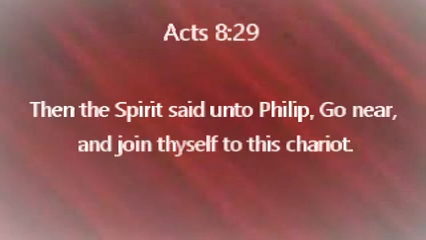 Acts 8:29
Then the Spirit said unto Philip, Go near,
and join thyself to this chariot.